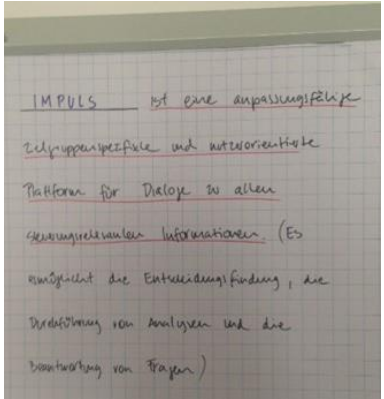 IMPULS ist eine anpassungsfähige
zielgruppenspezifische und nutzerorientierte
Plattform für Dialoge zu allen
steuerungsrelevanten Informationen. (Es
ermöglicht die Entscheidungsfindung, die
Durchführung von Analysen und die
Beantwortung von Fragen)